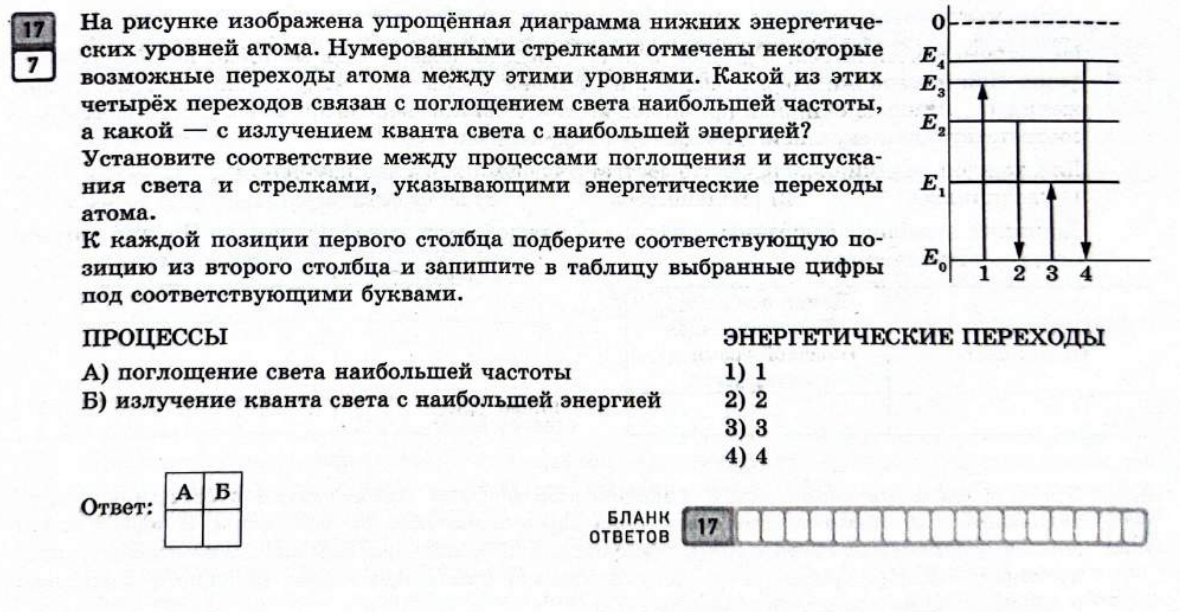 17
7
На рисунке изображена упрощённая диаграмма нижних энергетиче-
ских уровней атома. Нумерованными стрелками отмечены некоторые
возможные переходы атома между этими уровнями. Какой из этих
четырёх переходов связан с поглощением света наибольшей частоты,
а какой — с излучением кванта света с наибольшей энергией?
Установите соответствие между процессами поглощения и испуска-
ния света и стрелками, указывающими энергетические переходы
атома.
К каждой позиции первого столбца подберите соответствующую по-
зицию из второго столбца и запишите в таблицу выбранные цифры
под соответствующими буквами.
0
E₄
E₃
E₂
E₁
E₀
1 2 3 4
ПРОЦЕССЫ
А) поглощение света наибольшей частоты
Б) излучение кванта света с наибольшей энергией
ЭНЕРГЕТИЧЕСКИЕ ПЕРЕХОДЫ
1) 1
2) 2
3) 3
4) 4
Ответ:
А Б
БЛАНК
ОТВЕТОВ
17